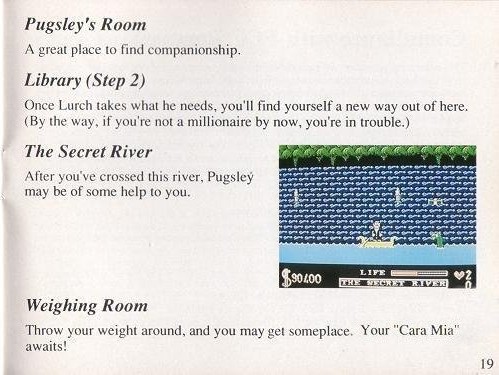 Pugsley's Room
A great place to find companionship.
Library (Step 2)
Once Lurch takes what he needs, you'll find yourself a new way out of here.
(By the way, if you're not a millionaire by now, you're in trouble.)
The Secret River
After you've crossed this river, Pugsley
may be of some help to you.
$90400
LIFE
THE SECRET RIVER
2
0
Weighing Room
Throw your weight around, and you may get someplace. Your "Cara Mia"
awaits!
19